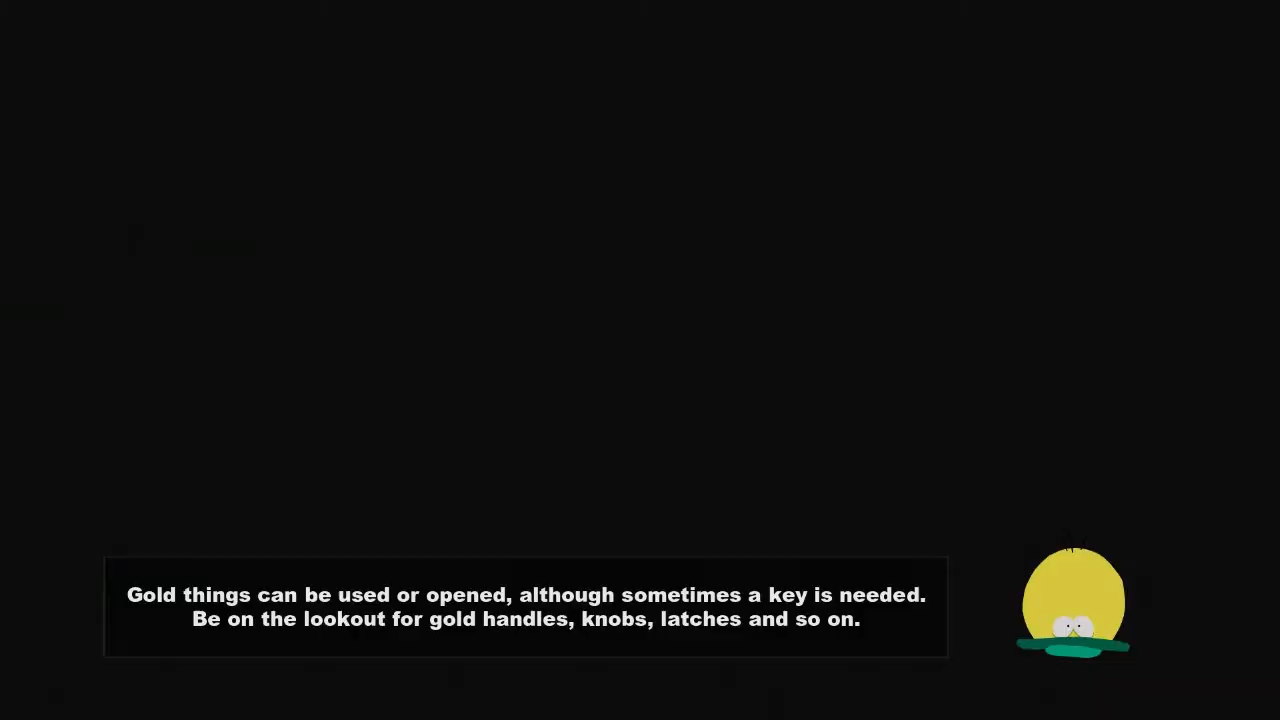 Gold things can be used or opened, although sometimes a key is needed.
Be on the lookout for gold handles, knobs, latches and so on.